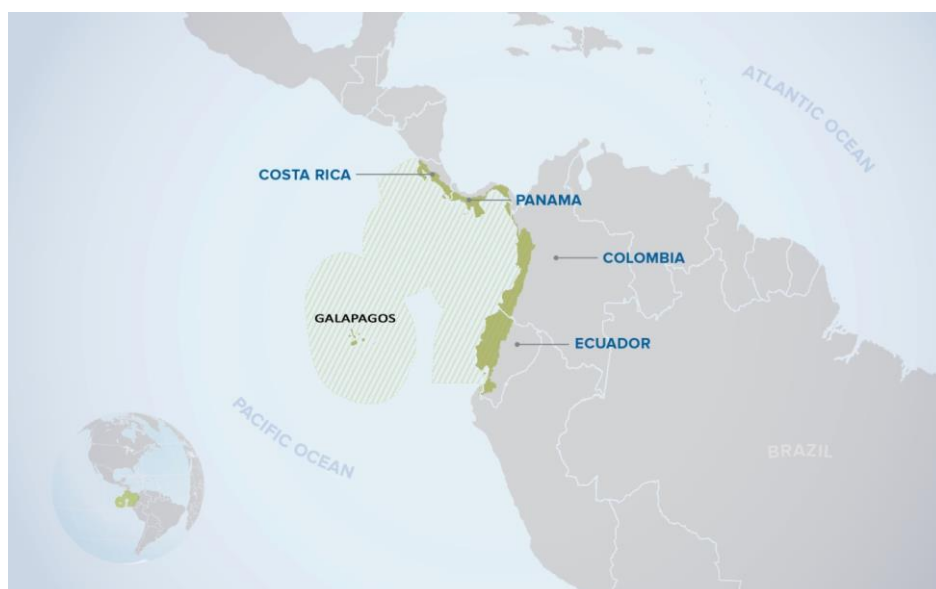 ATLANTIC OCEAN
COSTA RICA
PANAMA
COLOMBIA
GALAPAGOS
ECUADOR
PACIFIC OCEAN
BRAZIL